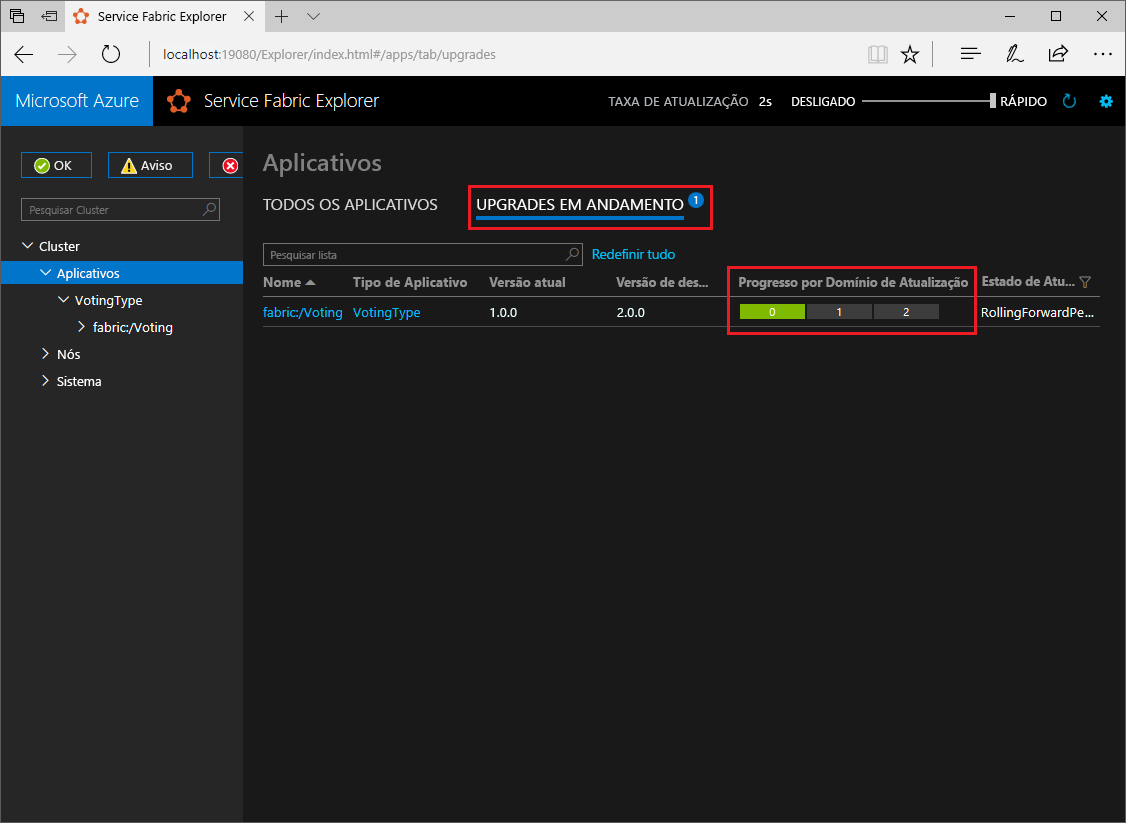 Service Fabric Explorer
localhost:19080/Explorer/index.html#/apps/tab/upgrades
Microsoft Azure
Service Fabric Explorer
TAXA DE ATUALIZAÇÃO 2s DESLIGADO RÁPIDO
OK Aviso
Pesquisar Cluster
Cluster
Aplicativos
VotingType
fabric:/Voting
Nós
Sistema
Aplicativos
TODOS OS APLICATIVOS UPGRADES EM ANDAMENTO 1
Pesquisar lista Redefinir tudo
Nome Tipo de Aplicativo Versão atual Versão de des... Progresso por Domínio de Atualização Estado de Atu...
fabric:/Voting VotingType 1.0.0 2.0.0 0 1 2 RollingForwardPe...